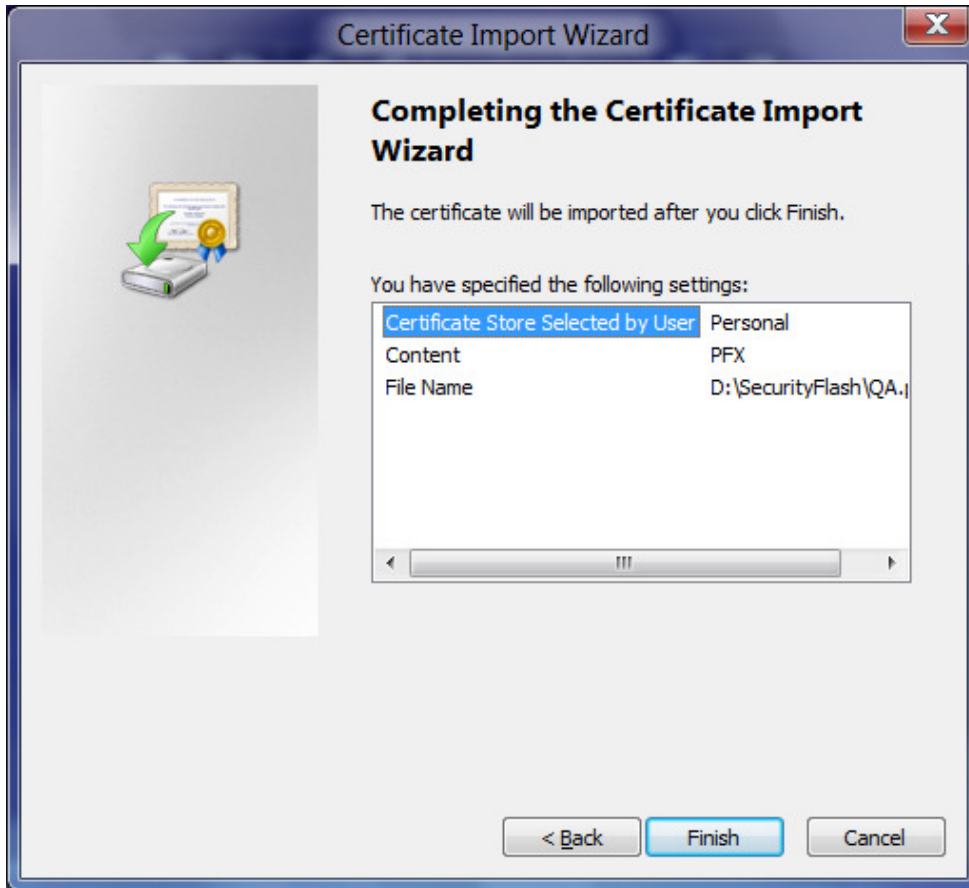 Certificate Import Wizard
Completing the Certificate Import
Wizard
The certificate will be imported after you click Finish.
You have specified the following settings:
Certificate Store Selected by User Personal
Content PFX
File Name D:\SecurityFlash\QA.
< Back Finish Cancel